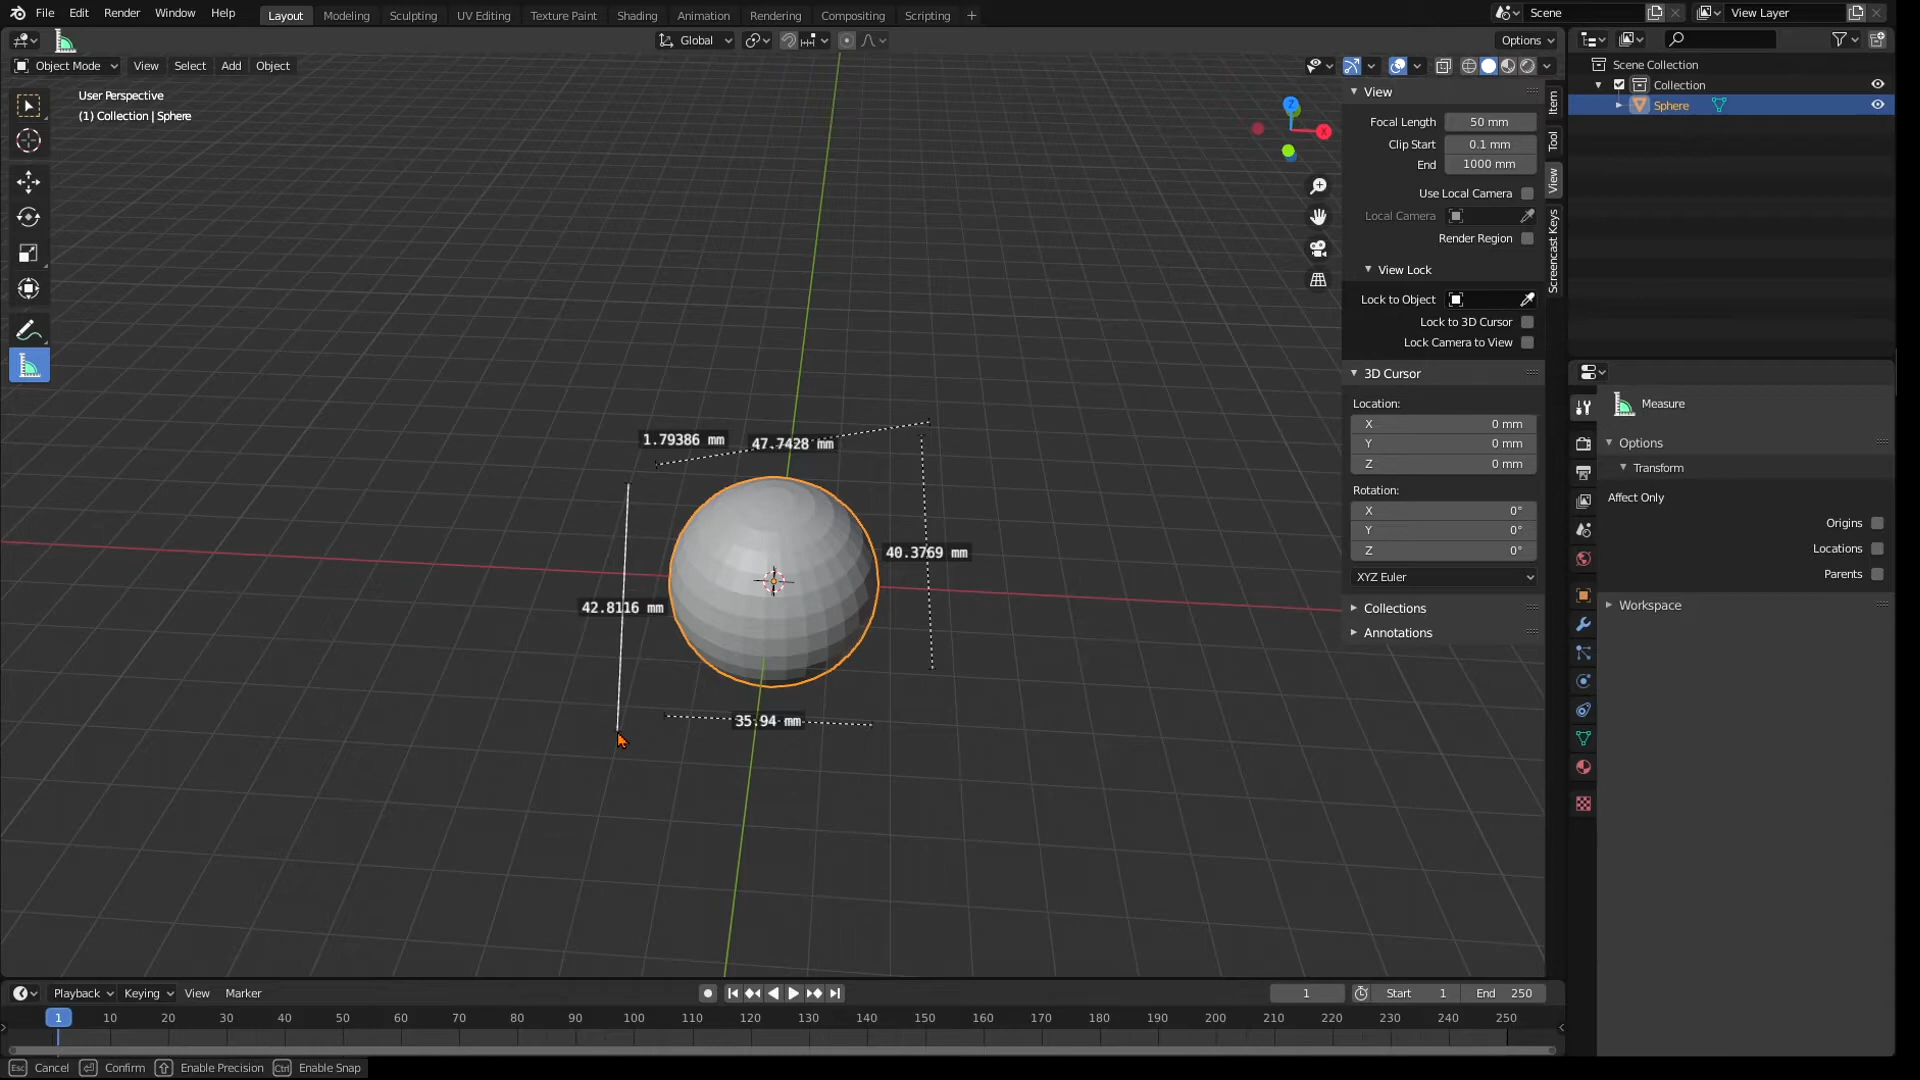 File Edit Render Window Help Layout Modeling Sculpting UV Editing Texture Paint Shading Animation Rendering Compositing Scripting + Scene View Layer
Global Options
Object Mode View Select Add Object
User Perspective
(1) Collection | Sphere
Z
X
1.79386 mm
47.7428 mm
40.3769 mm
42.8116 mm
35.94 mm
View
Focal Length 50 mm
Clip Start 0.1 mm
End 1000 mm
Use Local Camera
Local Camera
Render Region
View Lock
Lock to Object
Lock to 3D Cursor
Lock Camera to View
3D Cursor
Location:
X 0 mm
Y 0 mm
Z 0 mm
Rotation:
X 0°
Y 0°
Z 0°
XYZ Euler
Collections
Annotations
Item
Tool
View
Screencast Keys
Scene Collection
Collection
Sphere
Measure
Options
Transform
Affect Only
Origins
Locations
Parents
Workspace
Playback Keying View Marker 1 Start 1 End 250
1 10 20 30 40 50 60 70 80 90 100 110 120 130 140 150 160 170 180 190 200 210 220 230 240 250
Esc Cancel Confirm Enable Precision Ctrl Enable Snap